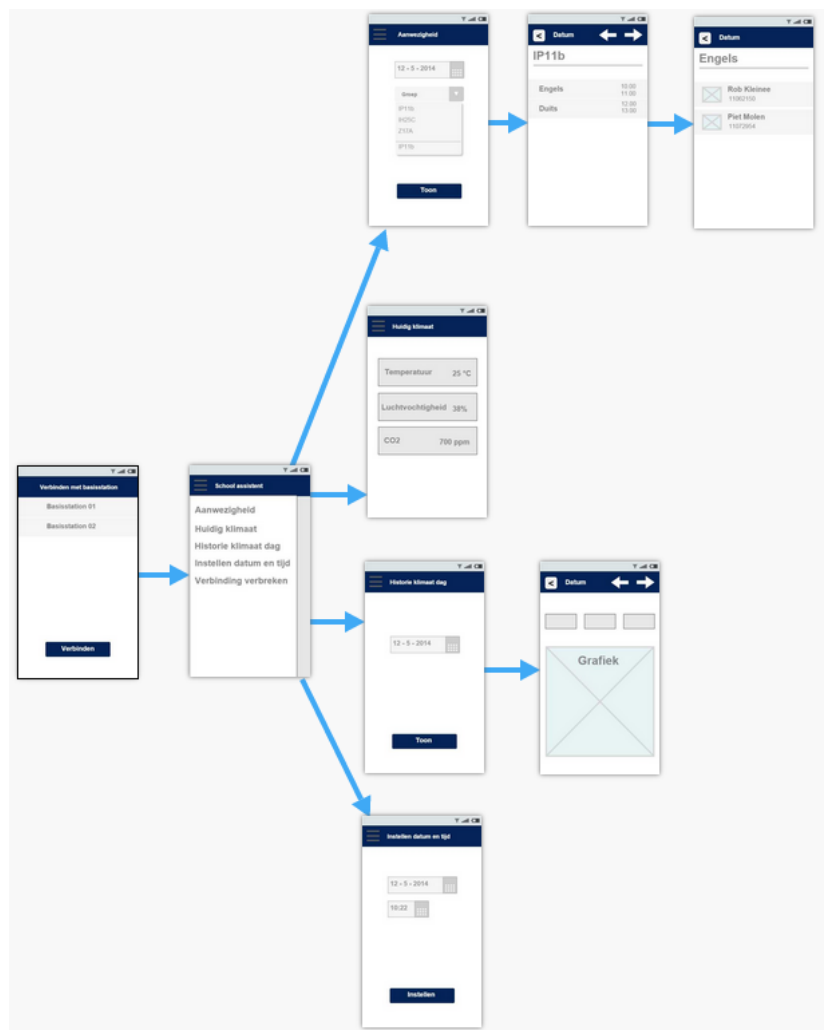 Aanwezigheid
12 - 5 - 2014
Groep
IP11b
IH25C
ZI7A
IP11b
Toon
Datum
IP11b
Engels 10:00
11:00
Duits 12:00
13:00
Datum
Engels
Rob Kleinee
11062150
Piet Molen
11072954
Huidig klimaat
Temperatuur 25 °C
Luchtvochtigheid 38%
CO2 700 ppm
Verbinden met basisstation
Basisstation 01
Basisstation 02
Verbinden
School assistent
Aanwezigheid
Huidig klimaat
Historie klimaat dag
Instellen datum en tijd
Verbinding verbreken
Historie klimaat dag
12 - 5 - 2014
Toon
Datum
Grafiek
Instellen datum en tijd
12 - 5 - 2014
10:22
Instellen